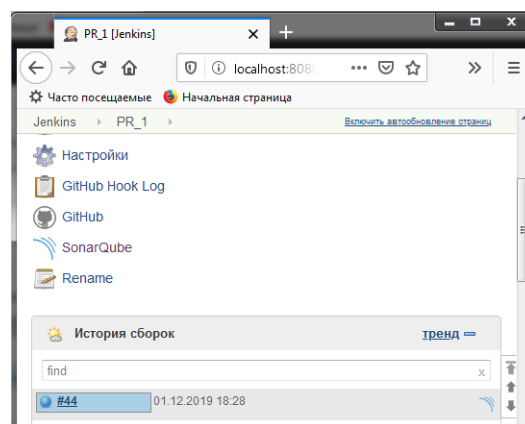 PR_1 [Jenkins]
localhost:808
Часто посещаемые Начальная страница
Jenkins PR_1 Включить автообновление страниц
Настройки
GitHub Hook Log
GitHub
SonarQube
Rename
История сборок тренд
find x
#44 01.12.2019 18:28